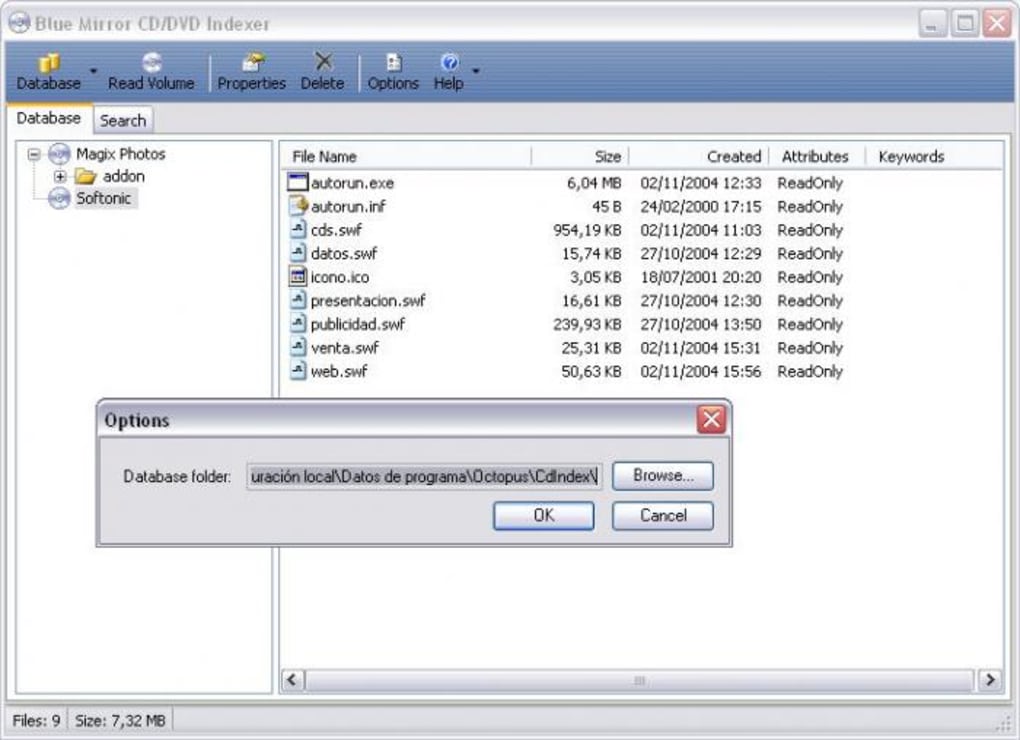 Blue Mirror CD/DVD Indexer
Database Read Volume Properties Delete Options Help
Database Search
Magix Photos
addon
Softonic
File Name Size Created Attributes Keywords
autorun.exe 6,04 MB 02/11/2004 12:33 ReadOnly
autorun.inf 45 B 24/02/2000 17:15 ReadOnly
cds.swf 954,19 KB 02/11/2004 11:03 ReadOnly
datos.swf 15,74 KB 27/10/2004 12:29 ReadOnly
icono.ico 3,05 KB 18/07/2001 20:20 ReadOnly
presentacion.swf 16,61 KB 27/10/2004 12:30 ReadOnly
publicidad.swf 239,93 KB 27/10/2004 13:50 ReadOnly
venta.swf 25,31 KB 02/11/2004 15:31 ReadOnly
web.swf 50,63 KB 02/11/2004 15:56 ReadOnly
Options
Database folder: uración local\Datos de programa\Octopus\CdIndex\ Browse...
OK Cancel
Files: 9 Size: 7,32 MB